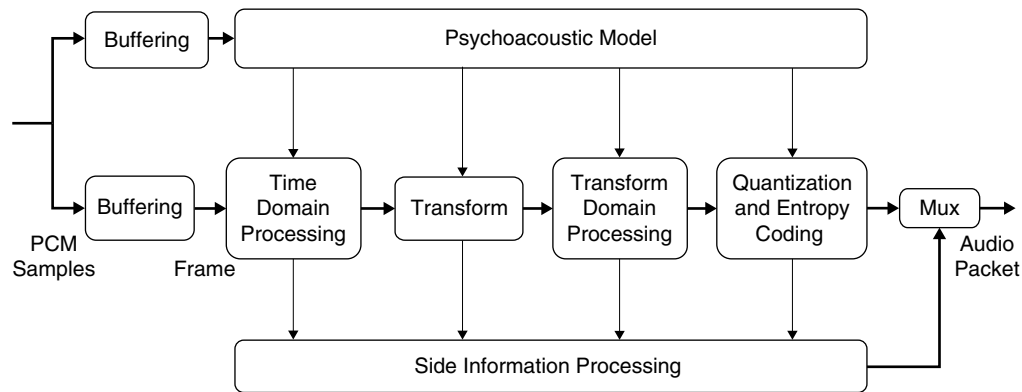 Buffering
Psychoacoustic Model
Buffering
Time
Domain
Processing
Transform
Transform
Domain
Processing
Quantization
and Entropy
Coding
Mux
PCM
Samples
Frame
Audio
Packet
Side Information Processing